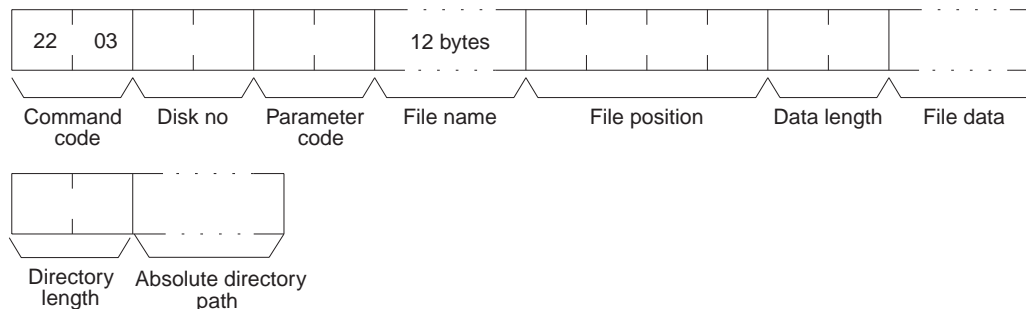 22 03 12 bytes
Command code Disk no Parameter code File name File position Data length File data
Directory length Absolute directory path